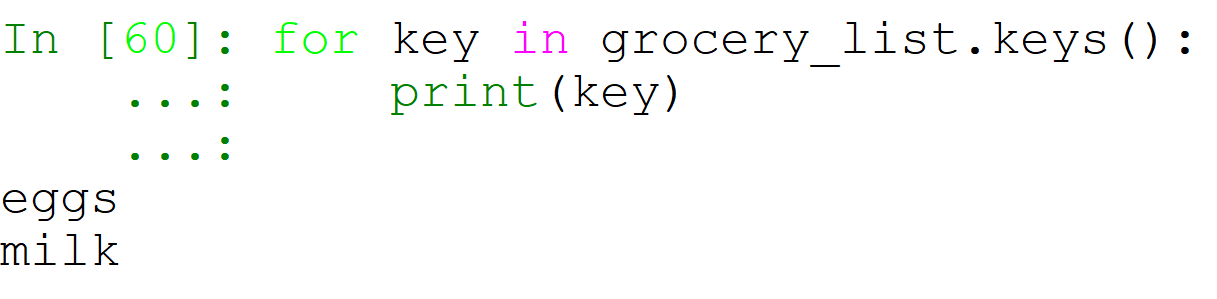 In [60]: for key in grocery_list.keys():
    ...:     print(key)
    ...:
eggs
milk